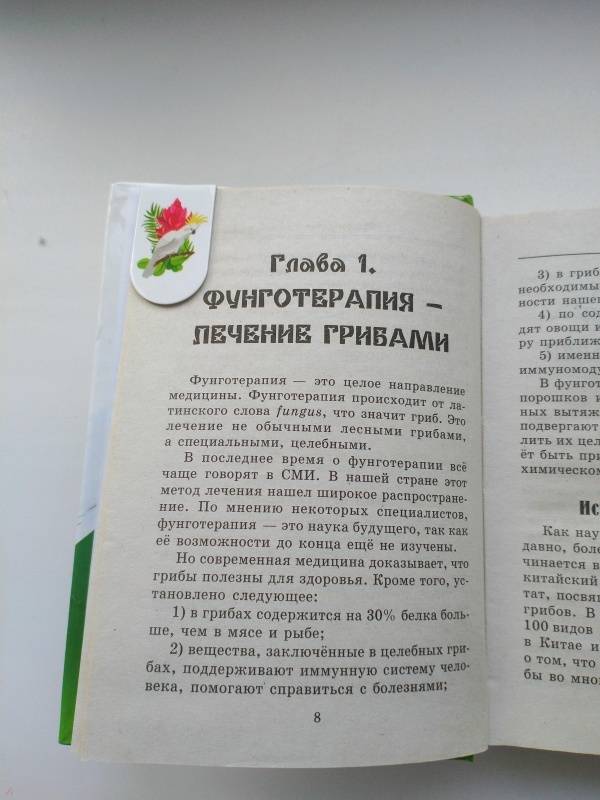 Глава 1.
ФУНГОТЕРАПИЯ –
ЛЕЧЕНИЕ ГРИБАМИ
Фунготерапия — это целое направление
медицины. Фунготерапия происходит от ла-
тинского слова fungus, что значит гриб. Это
лечение не обычными лесными грибами,
а специальными, целебными.
В последнее время о фунготерапии всё
чаще говорят в СМИ. В нашей стране этот
метод лечения нашел широкое распростране-
ние. По мнению некоторых специалистов,
фунготерапия — это наука будущего, так как
её возможности до конца ещё не изучены.
Но современная медицина доказывает, что
грибы полезны для здоровья. Кроме того, ус-
тановлено следующее:
1) в грибах содержится на 30% белка боль-
ше, чем в мясе и рыбе;
2) вещества, заключённые в целебных гри-
бах, поддерживают иммунную систему чело-
века, помогают справиться с болезнями;
8
3) в гриб
необходимы
ности нашег
4) по сод
дят овощи и
ру приближ
5) именн
иммуномоду
В фунгот
порошков и
ных вытяж
подвергают
лить их цел
ёт быть при
химическом
Ис
Как наун
давно, боле
чинается в
китайский
тат, посвящ
грибов. В
100 видов
в Китае и
о том, что
бы во мног